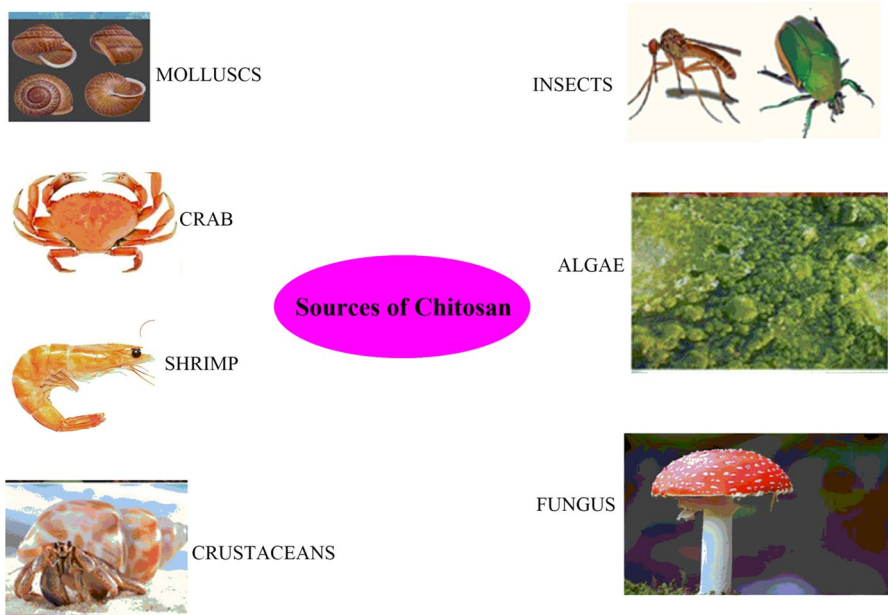 MOLLUSCS
INSECTS
CRAB
ALGAE
Sources of Chitosan
SHRIMP
FUNGUS
CRUSTACEANS